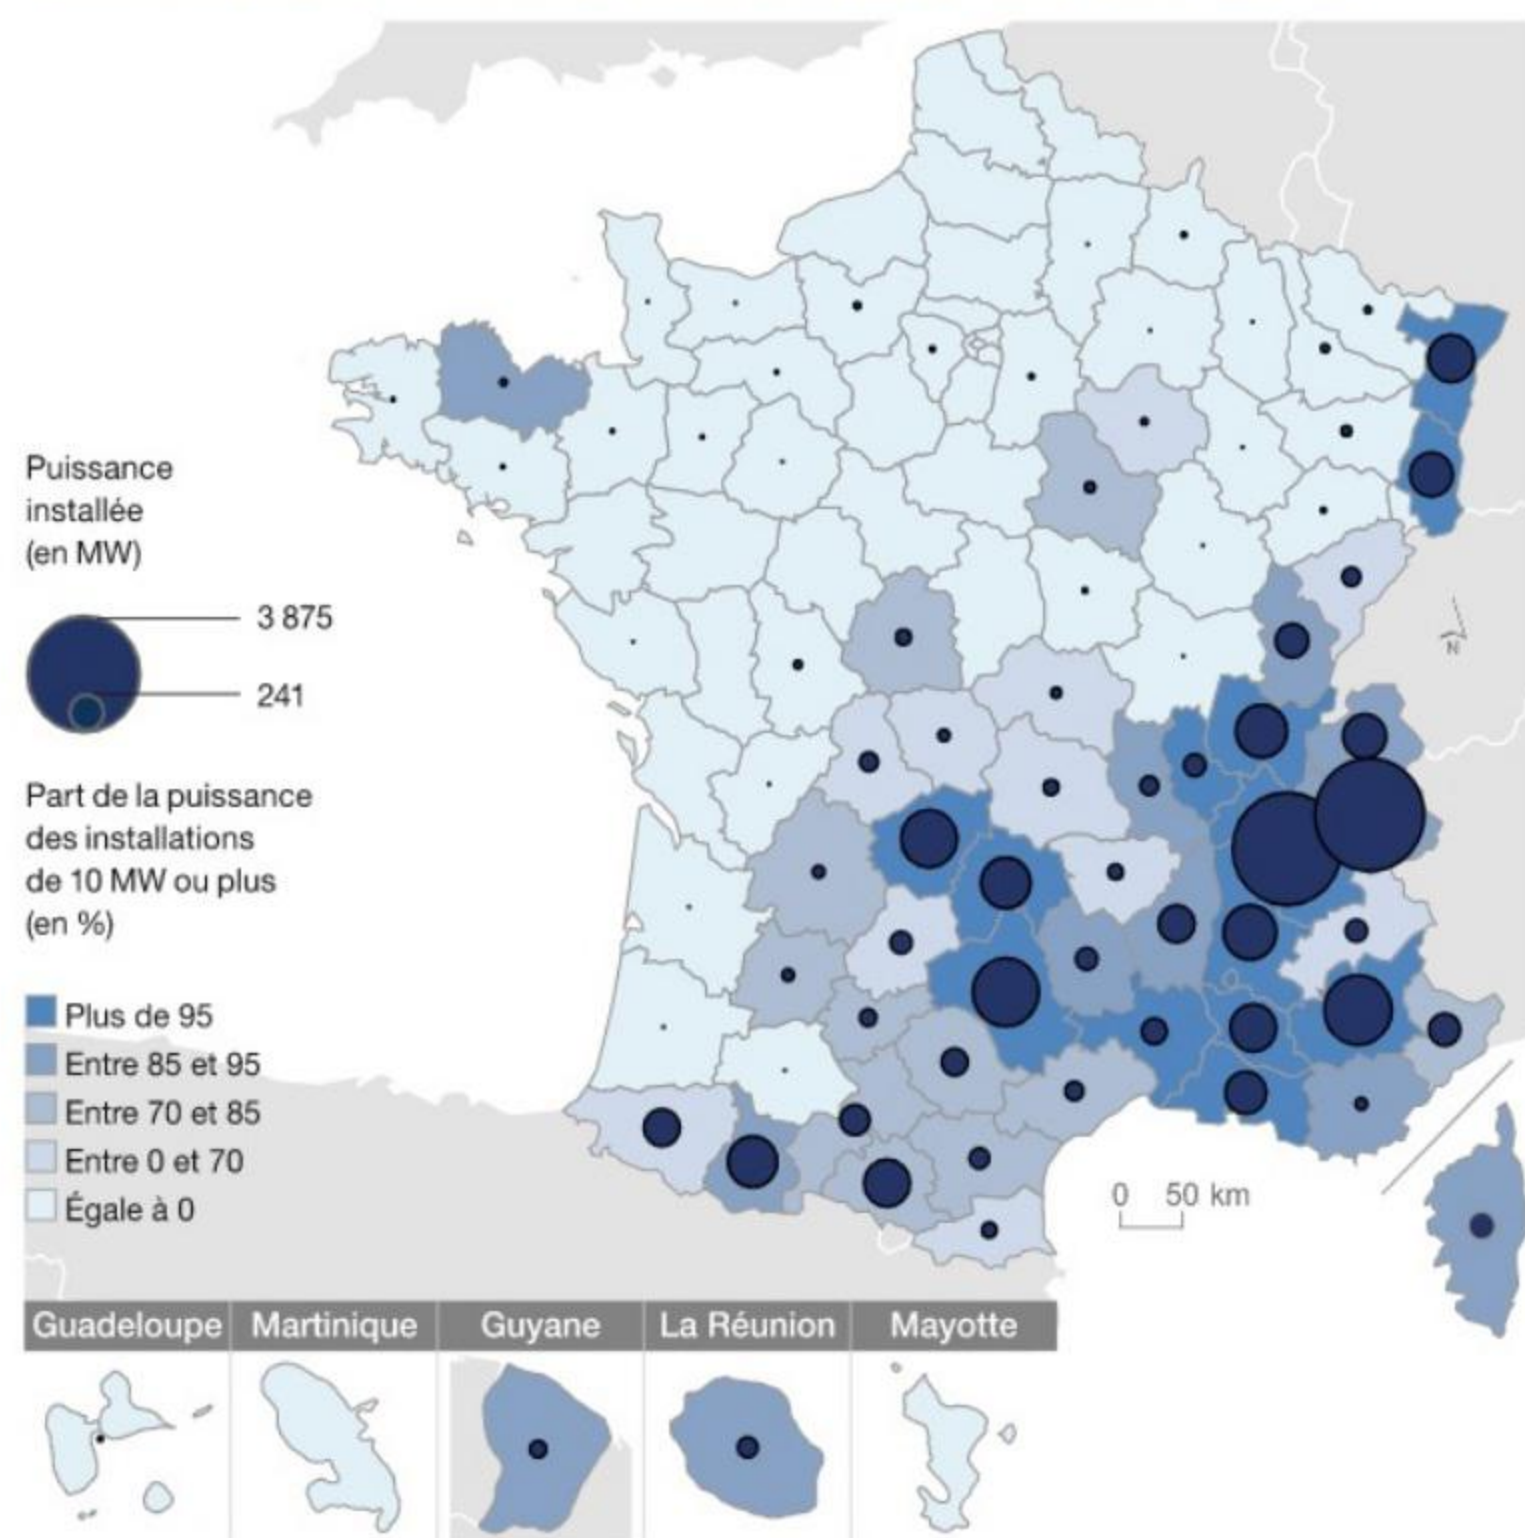 Puissance
installée
(en MW)
3 875
241
Part de la puissance
des installations
de 10 MW ou plus
(en %)
Plus de 95
Entre 85 et 95
Entre 70 et 85
Entre 0 et 70
Égale à 0
N
0 50 km
Guadeloupe Martinique Guyane La Réunion Mayotte